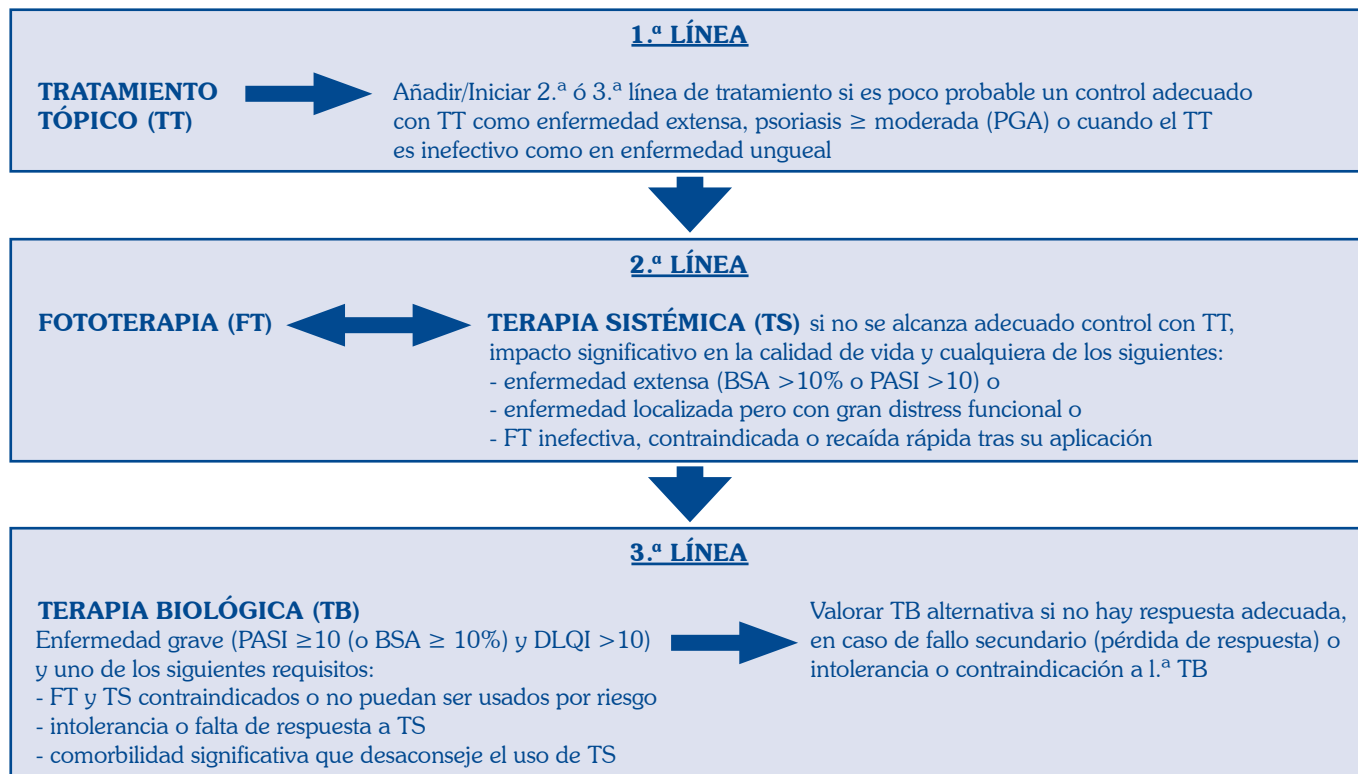 1.ª LÍNEA
TRATAMIENTO
TÓPICO (TT)
Añadir/Iniciar 2.ª ó 3.ª línea de tratamiento si es poco probable un control adecuado
con TT como enfermedad extensa, psoriasis ≥ moderada (PGA) o cuando el TT
es inefectivo como en enfermedad ungueal
2.ª LÍNEA
FOTOTERAPIA (FT)
TERAPIA SISTÉMICA (TS) si no se alcanza adecuado control con TT,
impacto significativo en la calidad de vida y cualquiera de los siguientes:
- enfermedad extensa (BSA >10% o PASI >10) o
- enfermedad localizada pero con gran distress funcional o
- FT inefectiva, contraindicada o recaída rápida tras su aplicación
3.ª LÍNEA
TERAPIA BIOLÓGICA (TB)
Enfermedad grave (PASI ≥10 (o BSA ≥ 10%) y DLQI >10)
y uno de los siguientes requisitos:
- FT y TS contraindicados o no puedan ser usados por riesgo
- intolerancia o falta de respuesta a TS
- comorbilidad significativa que desaconseje el uso de TS
Valorar TB alternativa si no hay respuesta adecuada,
en caso de fallo secundario (pérdida de respuesta) o
intolerancia o contraindicación a l.ª TB